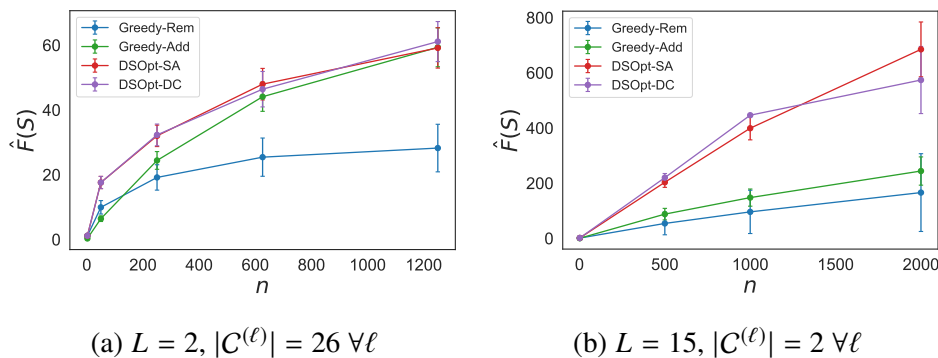 Greedy-Rem
Greedy-Add
DSOpt-SA
DSOpt-DC
F̂(S)
60
40
20
0
0 200 400 600 800 1000 1200
n
(a) L = 2, |C^(ℓ)| = 26 ∀ℓ
Greedy-Rem
Greedy-Add
DSOpt-SA
DSOpt-DC
F̂(S)
800
600
400
200
0
0 500 1000 1500 2000
n
(b) L = 15, |C^(ℓ)| = 2 ∀ℓ